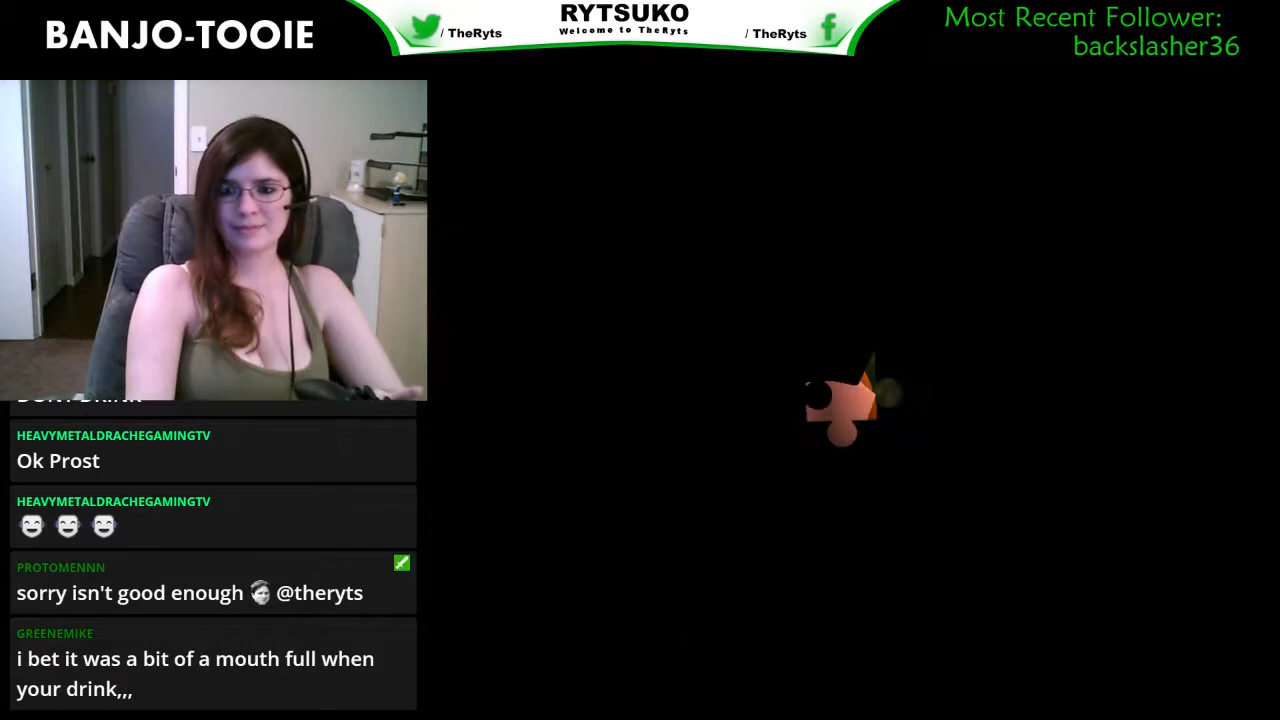 BANJO-TOOIE
/ TheRyts
RYTSUKO
Welcome to TheRyts
/ TheRyts
Most Recent Follower:
backslasher36
HEAVYMETALDRACHEGAMINGTV
Ok Prost
HEAVYMETALDRACHEGAMINGTV
PROTOMENNN
sorry isn't good enough @theryts
GREENEMIKE
i bet it was a bit of a mouth full when
your drink,,,